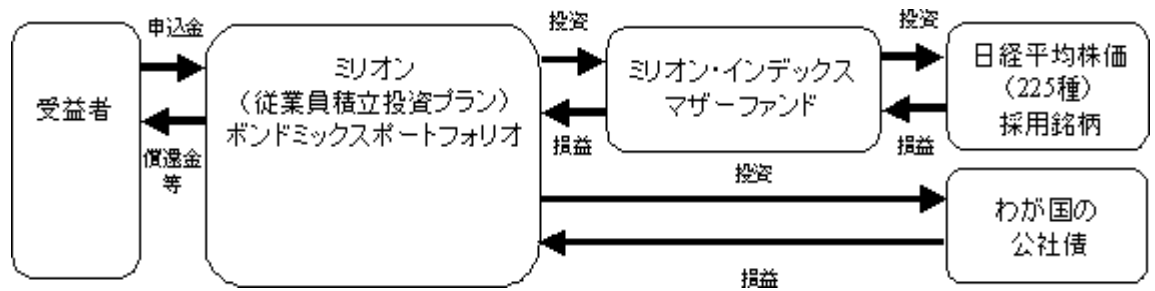 受益者
申込金
償還金
等
ミリオン
（従業員積立投資プラン）
ボンドミックスポートフォリオ
投資
損益
ミリオン・インデックス
マザーファンド
投資
損益
日経平均株価
（225種）
採用銘柄
投資
損益
わが国の
公社債